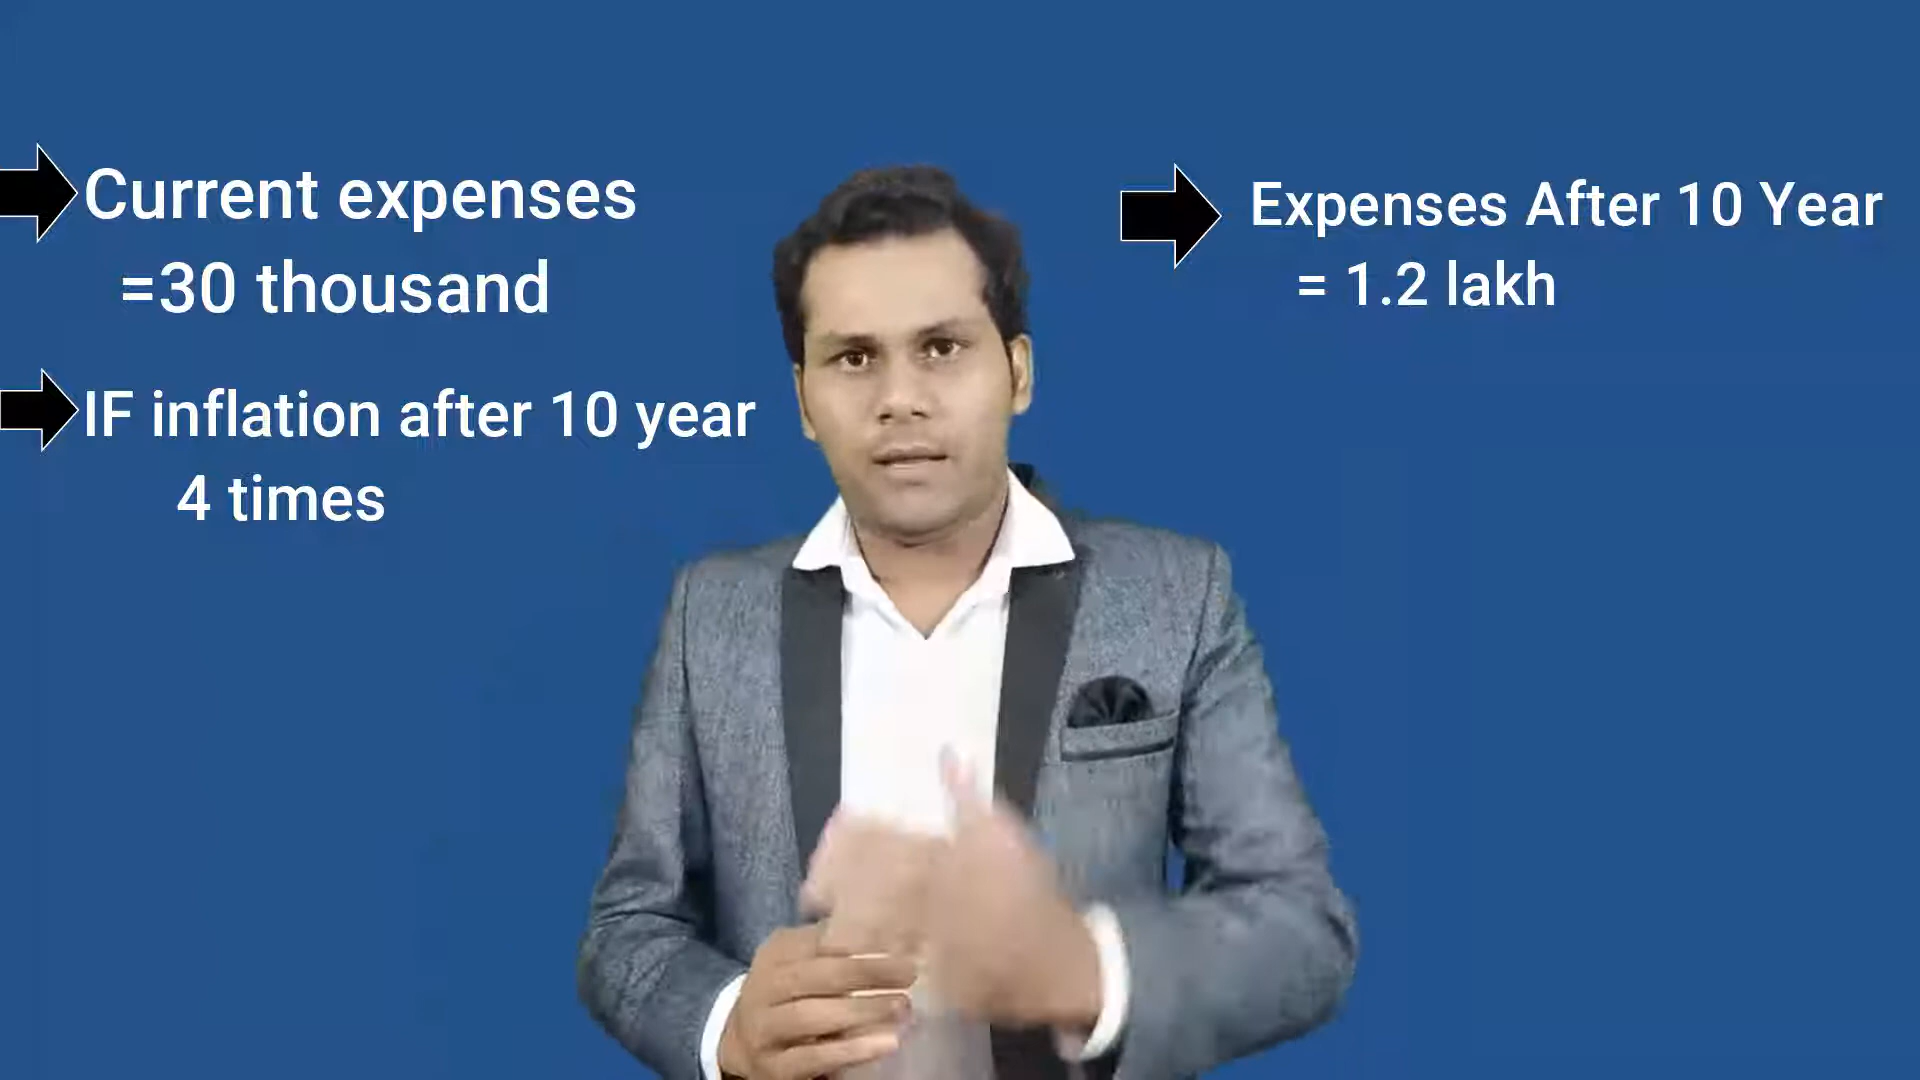 Current expenses
=30 thousand
IF inflation after 10 year
4 times
Expenses After 10 Year
= 1.2 lakh